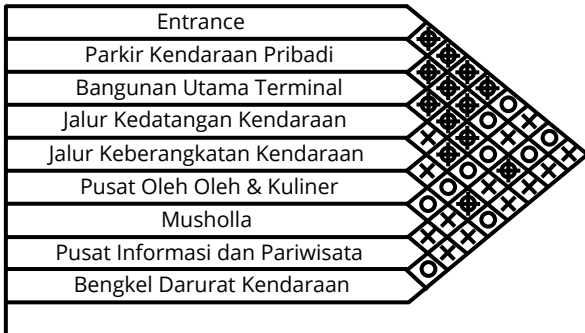 Entrance
Parkir Kendaraan Pribadi
Bangunan Utama Terminal
Jalur Kedatangan Kendaraan
Jalur Keberangkatan Kendaraan
Pusat Oleh Oleh & Kuliner
Musholla
Pusat Informasi dan Pariwisata
Bengkel Darurat Kendaraan